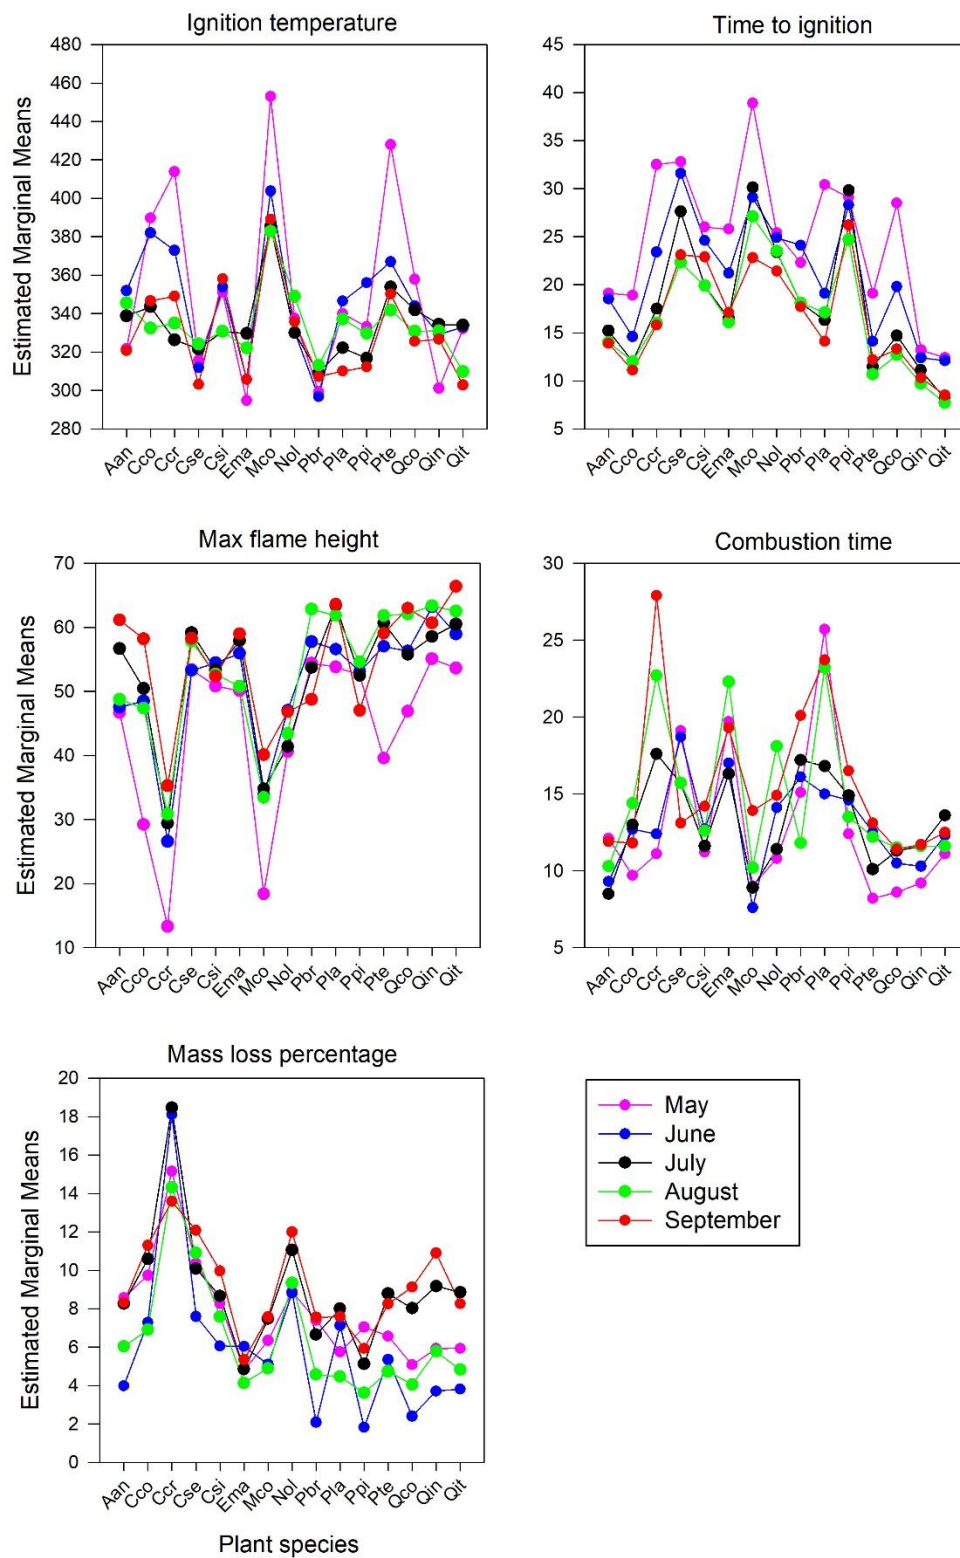 Ignition temperature
Estimated Marginal Means
480
460
440
420
400
380
360
340
320
300
280
Aan Cco Ccr Cse Csi Ema Mco Nol Pbr Pla Ppi Pte Qco Qin Qit
Time to ignition
Estimated Marginal Means
45
40
35
30
25
20
15
10
5
Aan Cco Ccr Cse Csi Ema Mco Nol Pbr Pla Ppi Pte Qco Qin Qit
Max flame height
Estimated Marginal Means
70
60
50
40
30
20
10
Aan Cco Ccr Cse Csi Ema Mco Nol Pbr Pla Ppi Pte Qco Qin Qit
Combustion time
Estimated Marginal Means
30
25
20
15
10
5
Aan Cco Ccr Cse Csi Ema Mco Nol Pbr Pla Ppi Pte Qco Qin Qit
Mass loss percentage
Estimated Marginal Means
20
18
16
14
12
10
8
6
4
2
0
Aan Cco Ccr Cse Csi Ema Mco Nol Pbr Pla Ppi Pte Qco Qin Qit
Plant species
May
June
July
August
September